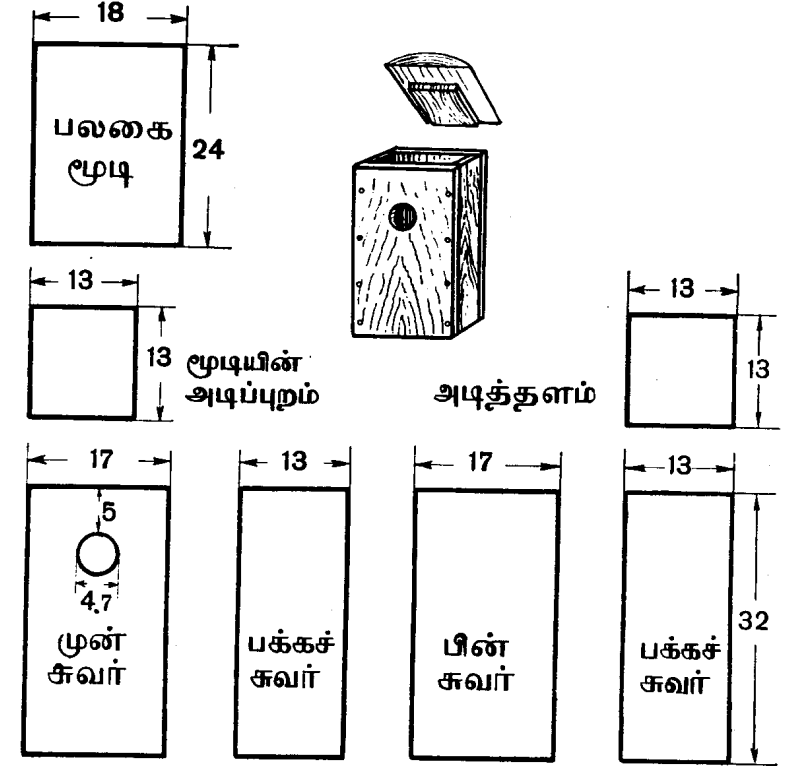 18
பலகை
மூடி
24
13
13
மூடியின்
அடிப்புறம்
அடித்தளம்
13
13
17
5
4.7
முன்
சுவர்
13
பக்கச்
சுவர்
17
பின்
சுவர்
13
பக்கச்
சுவர்
32